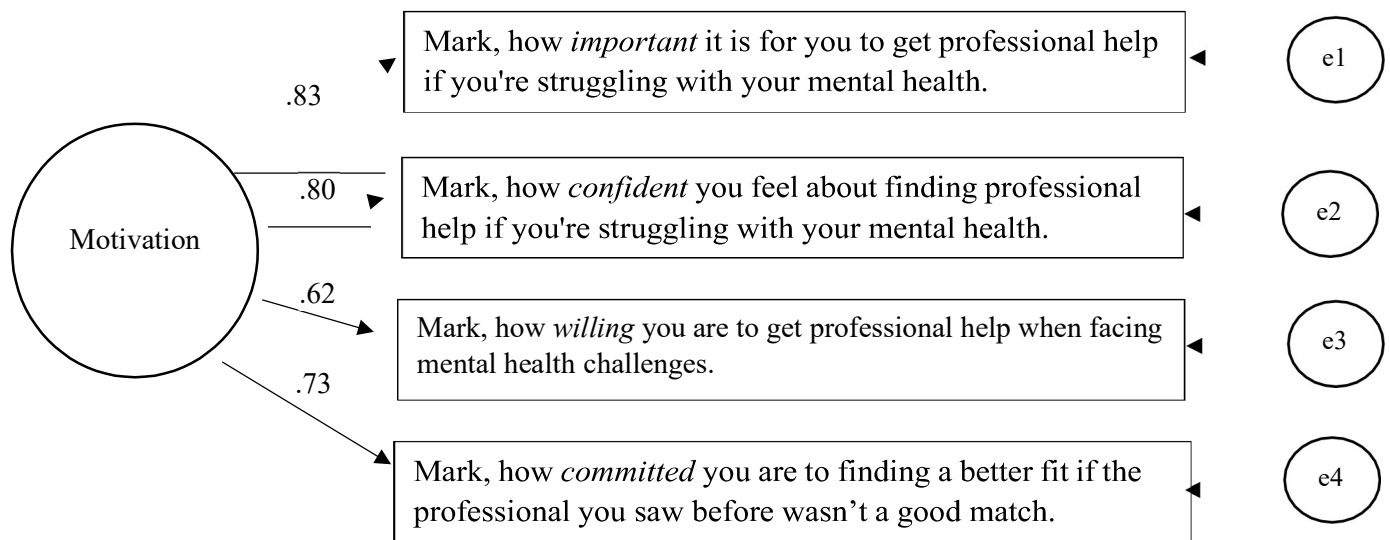 Mark, how important it is for you to get professional help
if you're struggling with your mental health.
e1
.83
Mark, how confident you feel about finding professional
help if you're struggling with your mental health.
e2
.80
Motivation
.62
Mark, how willing you are to get professional help when facing
mental health challenges.
e3
.73
Mark, how committed you are to finding a better fit if the
professional you saw before wasn’t a good match.
e4